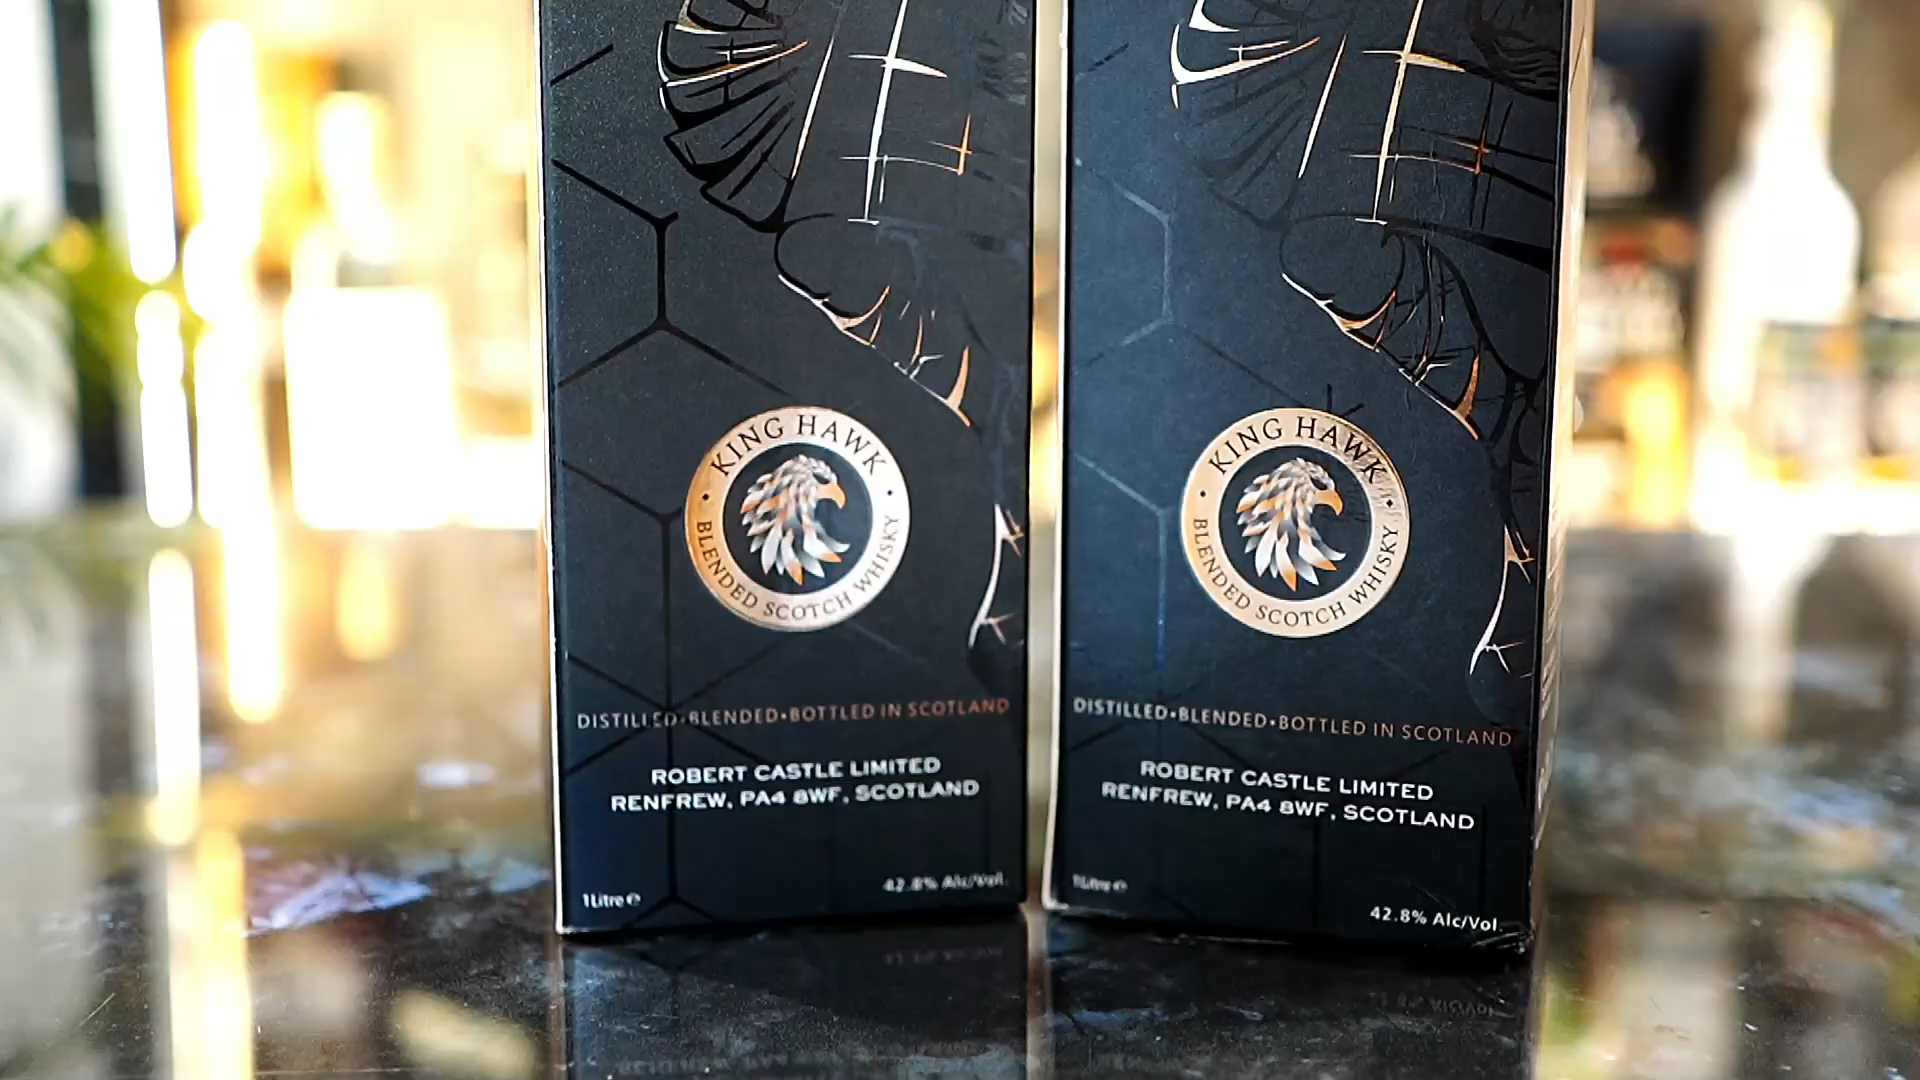 KING HAWK
BLENDED SCOTCH WHISKY
DISTILLED•BLENDED•BOTTLED IN SCOTLAND
ROBERT CASTLE LIMITED
RENFREW, PA4 8WF, SCOTLAND
1Litre e
42.8% Alc/Vol.
KING HAWK
BLENDED SCOTCH WHISKY
DISTILLED•BLENDED•BOTTLED IN SCOTLAND
ROBERT CASTLE LIMITED
RENFREW, PA4 8WF, SCOTLAND
1Litre e
42.8% Alc/Vol.